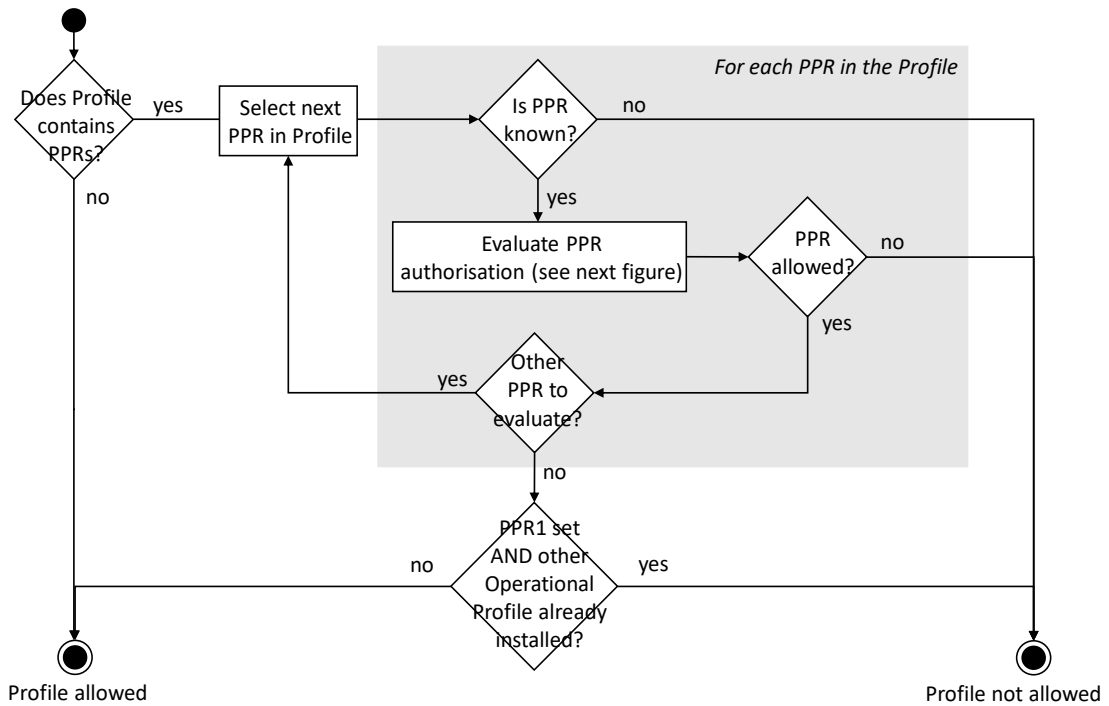 For each PPR in the Profile
Does Profile
contains
PPRs?
yes
no
Select next
PPR in Profile
Is PPR
known?
no
yes
Evaluate PPR
authorisation (see next figure)
PPR
allowed?
no
yes
Other
PPR to
evaluate?
yes
no
PPR1 set
AND other
Operational
Profile already
installed?
no
yes
Profile allowed
Profile not allowed